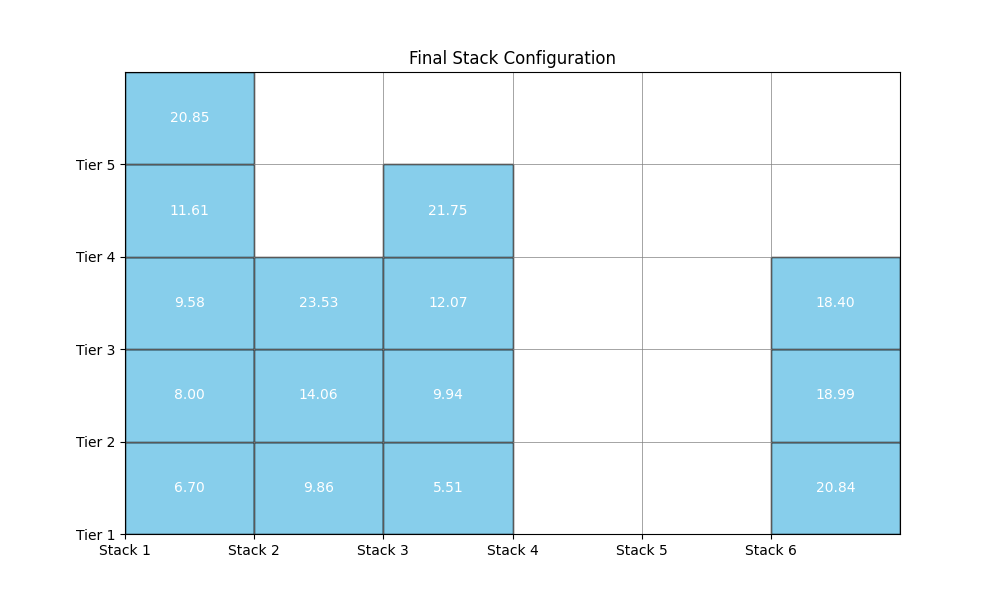 Final Stack Configuration
20.85
Tier 5
11.61 21.75
Tier 4
9.58 23.53 12.07 18.40
Tier 3
8.00 14.06 9.94 18.99
Tier 2
6.70 9.86 5.51 20.84
Tier 1
Stack 1 Stack 2 Stack 3 Stack 4 Stack 5 Stack 6